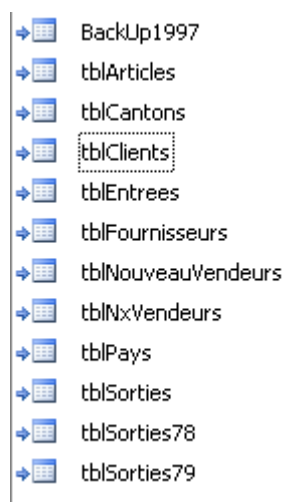 BackUp1997
tblArticles
tblCantons
tblClients
tblEntrees
tblFournisseurs
tblNouveauVendeurs
tblNxVendeurs
tblPays
tblSorties
tblSorties78
tblSorties79